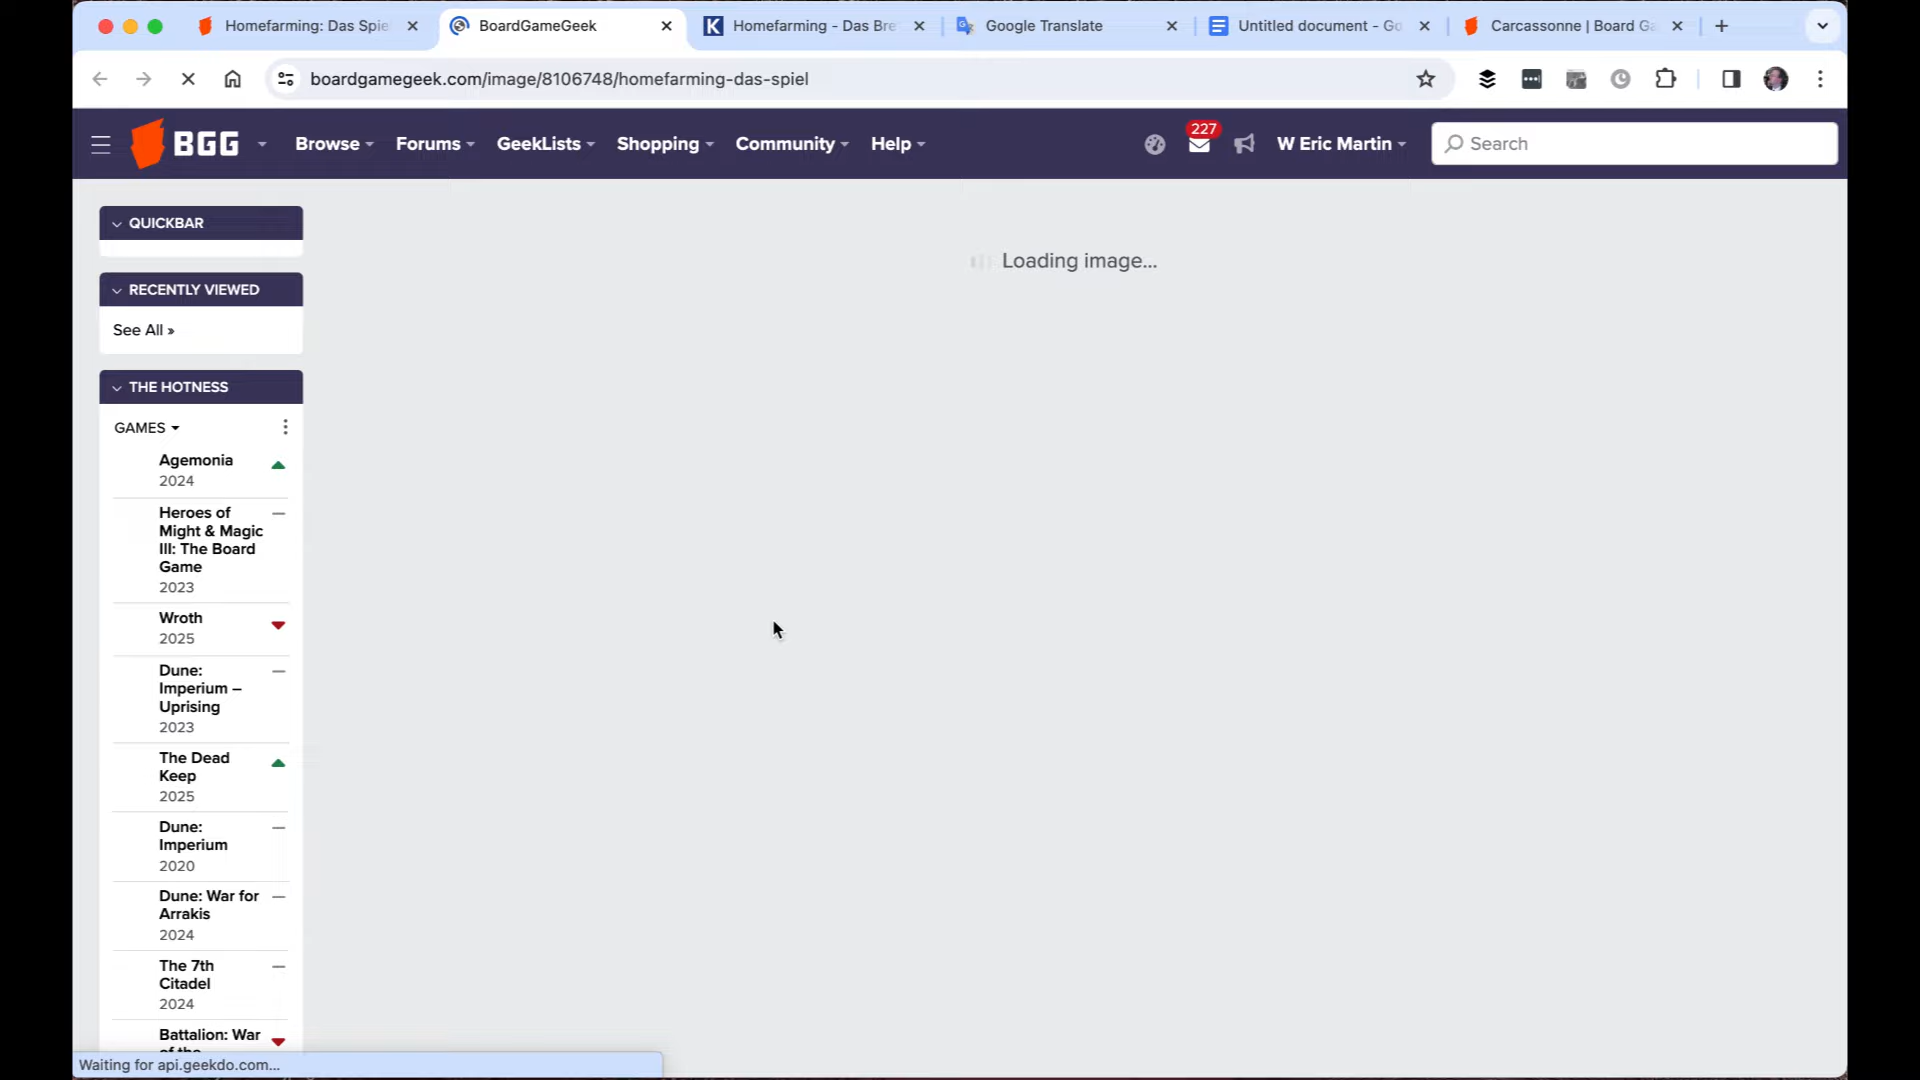 Homefarming: Das Spie
BoardGameGeek
Homefarming - Das Bre
Google Translate
Untitled document - Go
Carcassonne | Board Ga
boardgamegeek.com/image/8106748/homefarming-das-spiel
BGG
Browse
Forums
GeekLists
Shopping
Community
Help
227
W Eric Martin
Search
QUICKBAR
RECENTLY VIEWED
See All »
THE HOTNESS
GAMES
Agemonia
2024
Heroes of
Might & Magic
III: The Board
Game
2023
Wroth
2025
Dune:
Imperium –
Uprising
2023
The Dead
Keep
2025
Dune:
Imperium
2020
Dune: War for
Arrakis
2024
The 7th
Citadel
2024
Battalion: War
of the
Loading image...
Waiting for api.geekdo.com...